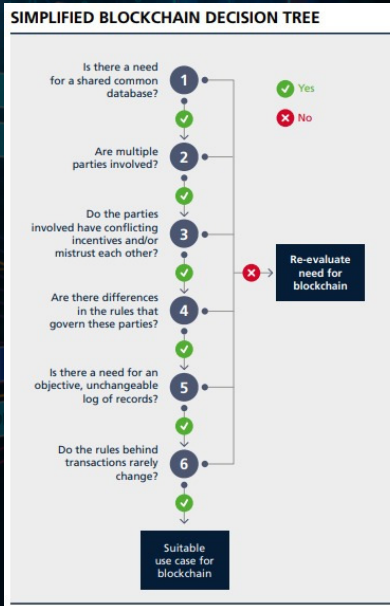 SIMPLIFIED BLOCKCHAIN DECISION TREE
Is there a need
for a shared common
database?
1
Yes
No
Are multiple
parties involved?
2
Do the parties
involved have conflicting
incentives and/or
mistrust each other?
3
Re-evaluate
need for
blockchain
Are there differences
in the rules that
govern these parties?
4
Is there a need for an
objective, unchangeable
log of records?
5
Do the rules behind
transactions rarely
change?
6
Suitable
use case for
blockchain